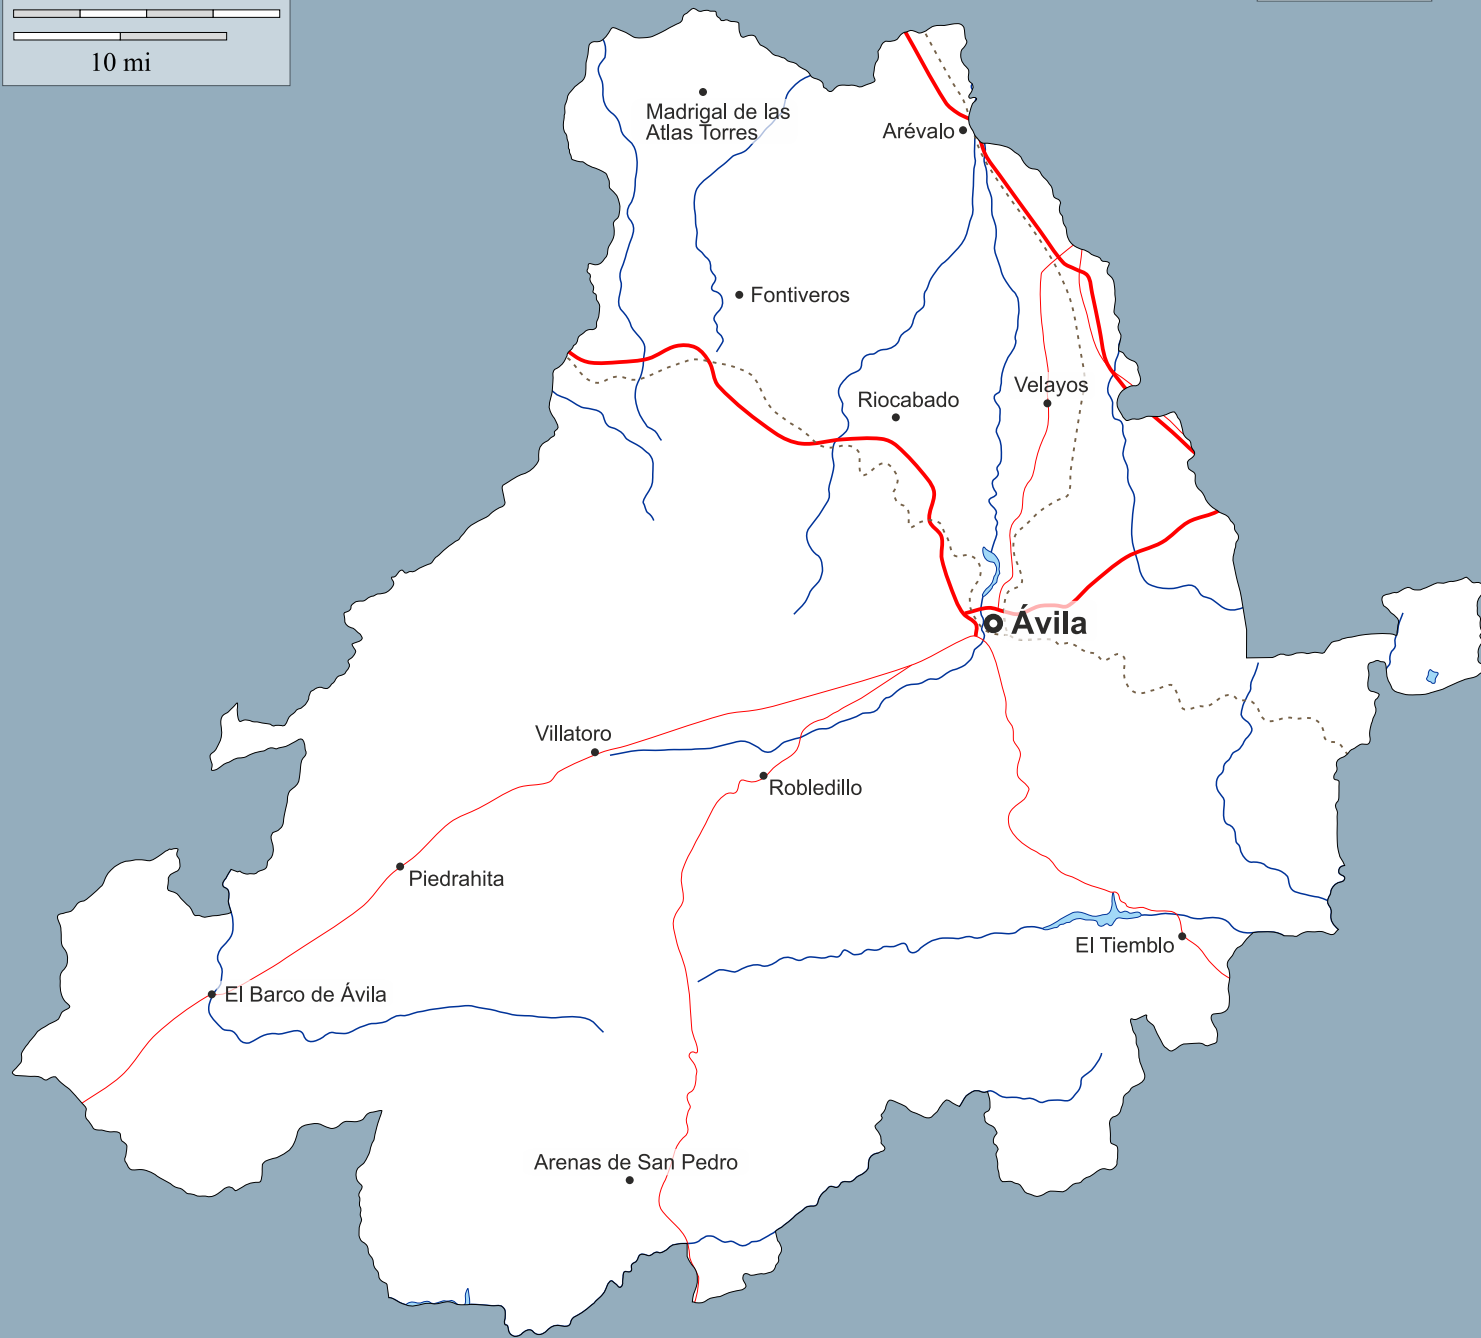 10 mi
Madrigal de las
Atlas Torres
Arévalo
Fontiveros
Velayos
Riocabado
Ávila
Villatoro
Robledillo
Piedrahita
El Tiemblo
El Barco de Ávila
Arenas de San Pedro